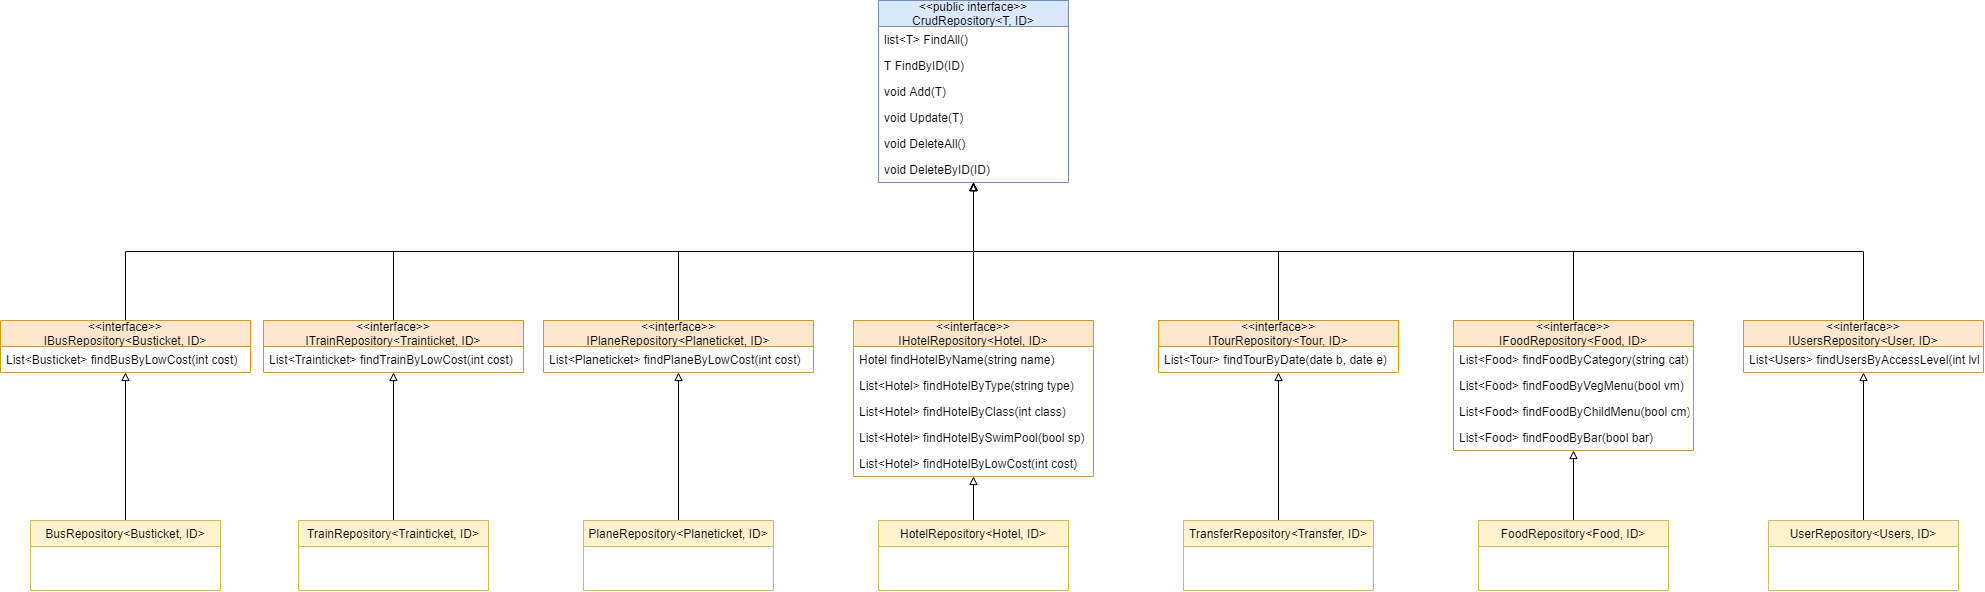 <<public interface>>
CrudRepository<T, ID>
list<T> FindAll()
T FindByID(ID)
void Add(T)
void Update(T)
void DeleteAll()
void DeleteByID(ID)
<<interface>>
IBusRepository<Busticket, ID>
List<Busticket> findBusByLowCost(int cost)
<<interface>>
ITrainRepository<Trainticket, ID>
List<Trainticket> findTrainByLowCost(int cost)
<<interface>>
IPlaneRepository<Planeticket, ID>
List<Planeticket> findPlaneByLowCost(int cost)
<<interface>>
IHotelRepository<Hotel, ID>
Hotel findHotelByName(string name)
List<Hotel> findHotelByType(string type)
List<Hotel> findHotelByClass(int class)
List<Hotel> findHotelBySwimPool(bool sp)
List<Hotel> findHotelByLowCost(int cost)
<<interface>>
ITourRepository<Tour, ID>
List<Tour> findTourByDate(date b, date e)
<<interface>>
IFoodRepository<Food, ID>
List<Food> findFoodByCategory(string cat)
List<Food> findFoodByVegMenu(bool vm)
List<Food> findFoodByChildMenu(bool cm)
List<Food> findFoodByBar(bool bar)
<<interface>>
IUsersRepository<User, ID>
List<Users> findUsersByAccessLevel(int lvl
BusRepository<Busticket, ID>
TrainRepository<Trainticket, ID>
PlaneRepository<Planeticket, ID>
HotelRepository<Hotel, ID>
TransferRepository<Transfer, ID>
FoodRepository<Food, ID>
UserRepository<Users, ID>